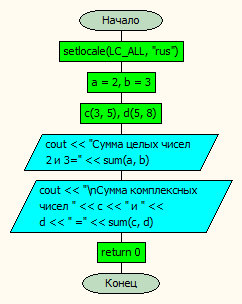 Начало
setlocale(LC_ALL, "rus")
a = 2, b = 3
c(3, 5), d(5, 8)
cout << "Сумма целых чисел
2 и 3=" << sum(a, b)
cout << "\nСумма комплексных
чисел " << c << " и " <<
d << " =" << sum(c, d)
return 0
Конец